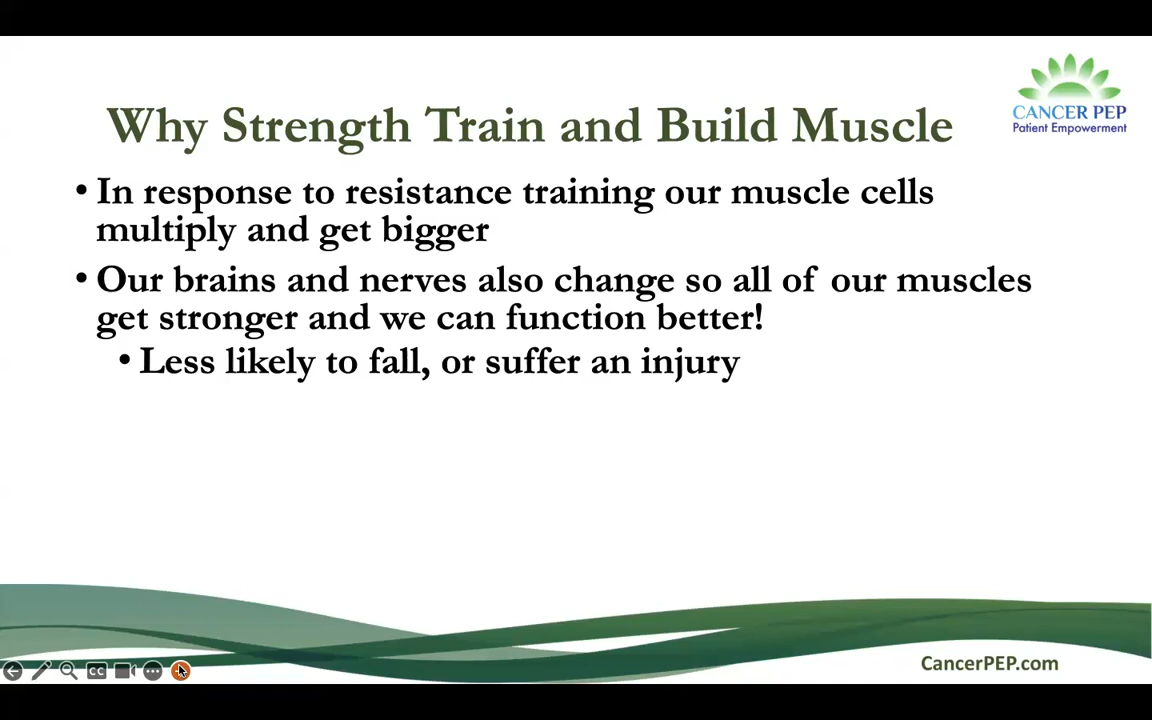 CANCER PEP
Patient Empowerment
Why Strength Train and Build Muscle
• In response to resistance training our muscle cells
multiply and get bigger
• Our brains and nerves also change so all of our muscles
get stronger and we can function better!
• Less likely to fall, or suffer an injury
CC
CancerPEP.com